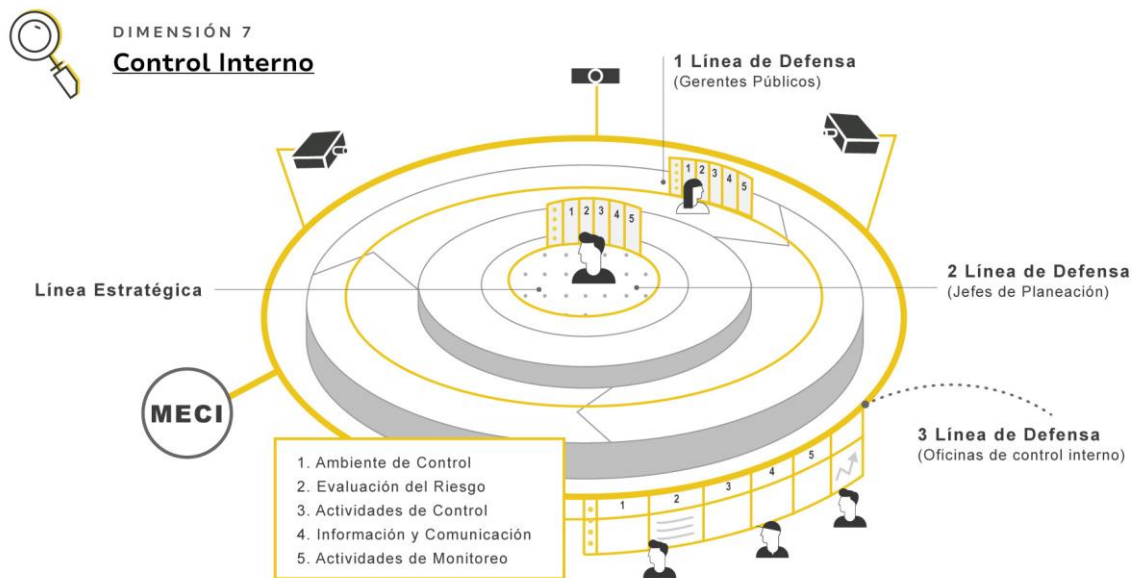 DIMENSIÓN 7
Control Interno
1 Línea de Defensa
(Gerentes Públicos)
1 2 3 4 5
1 2 3 4 5
Línea Estratégica
2 Línea de Defensa
(Jefes de Planeación)
MECI
3 Línea de Defensa
(Oficinas de control interno)
1. Ambiente de Control
2. Evaluación del Riesgo
3. Actividades de Control
4. Información y Comunicación
5. Actividades de Monitoreo
1 2 3 4 5